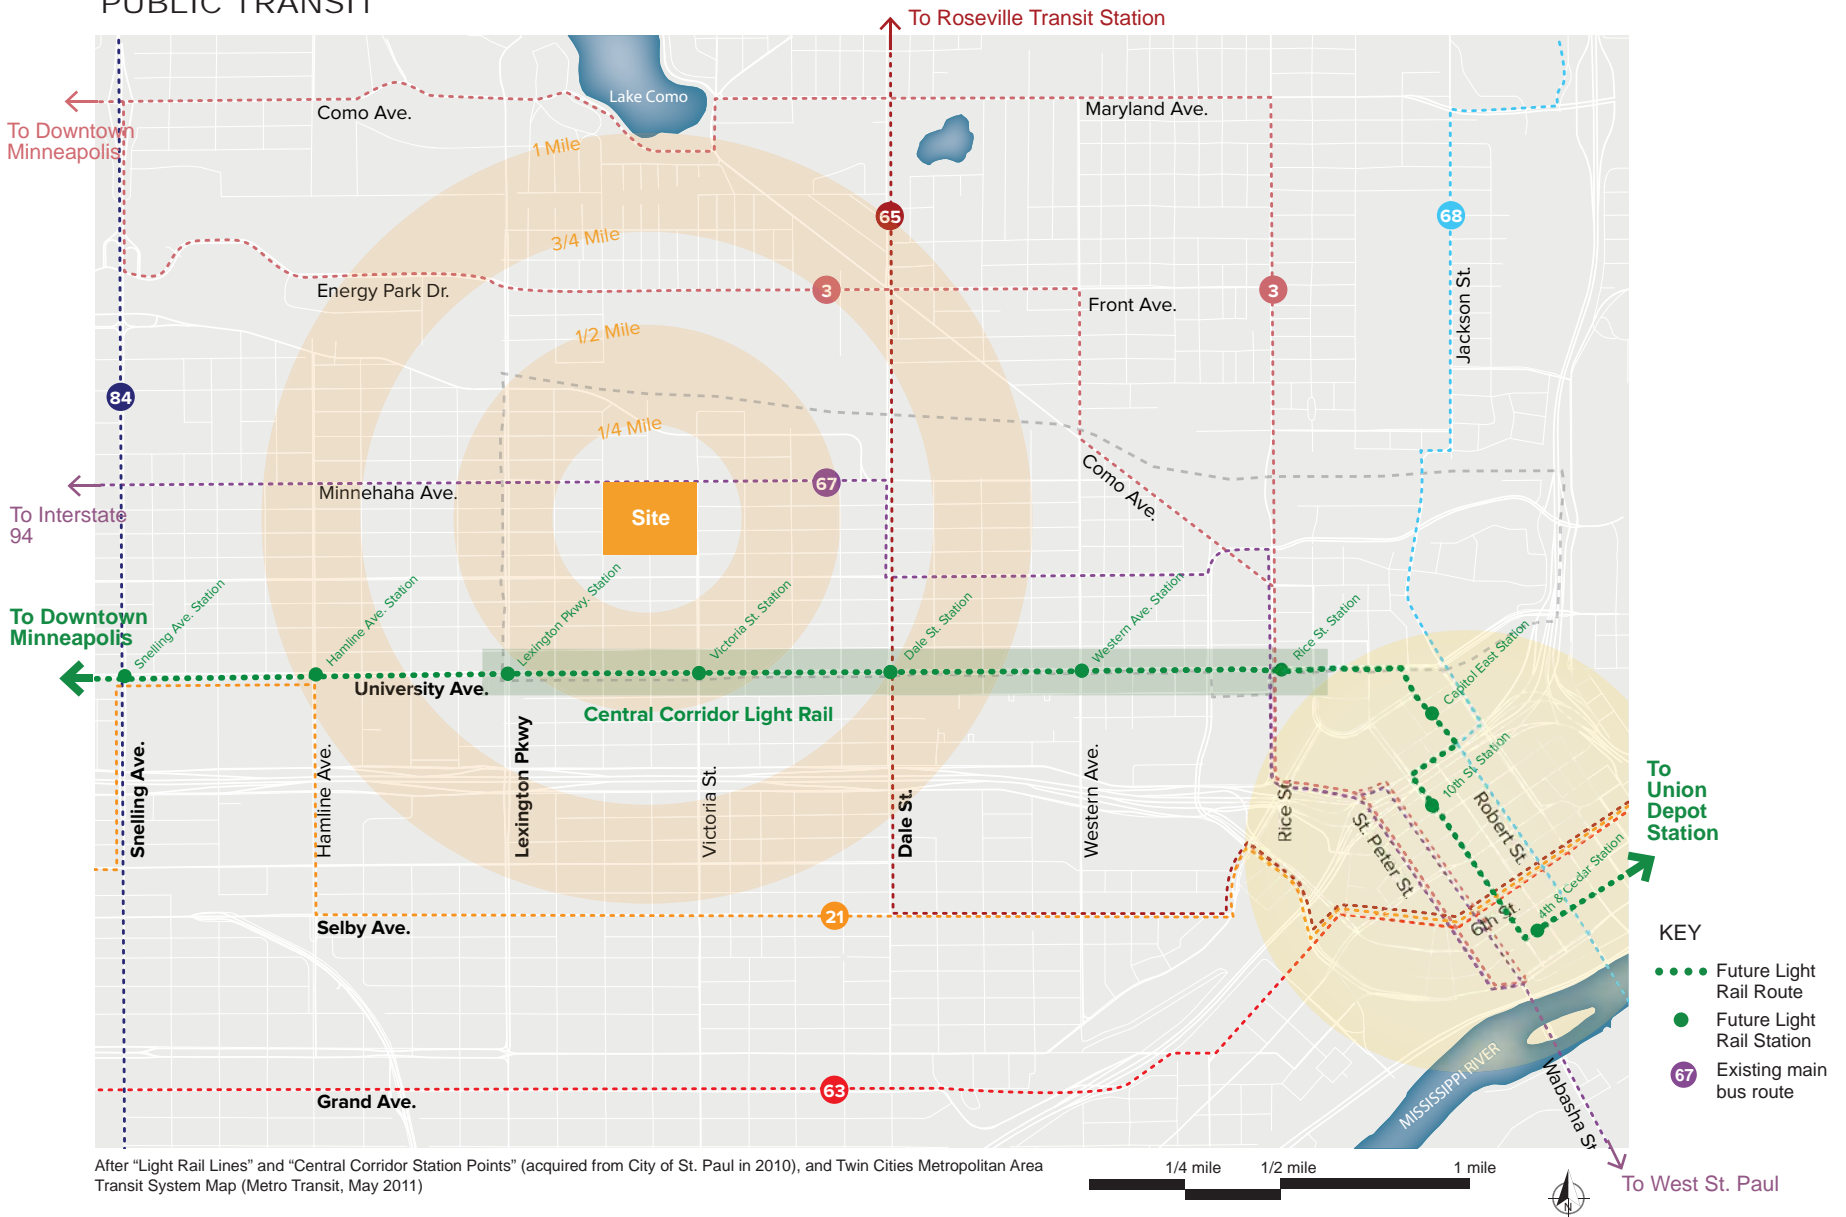 PUBLIC TRANSIT
To Roseville Transit Station
Lake Como
Como Ave.
Maryland Ave.
To Downtown
Minneapolis
1 Mile
65
68
3/4 Mile
Energy Park Dr.
3
3
Front Ave.
Jackson St.
1/2 Mile
84
1/4 Mile
Como Ave.
67
Minnehaha Ave.
To Interstate
94
Site
To Downtown
Minneapolis
Snelling Ave. Station
Hamline Ave. Station
Lexington Pkwy. Station
Victoria St. Station
Dale St. Station
Western Ave. Station
Rice St. Station
Capitol East Station
University Ave.
Central Corridor Light Rail
10th St. Station
Snelling Ave.
Hamline Ave.
Lexington Pkwy
Victoria St.
Dale St.
Western Ave.
Rice St.
St. Peter St.
Robert St.
To
Union
Depot
Station
4th & Cedar Station
6th St.
21
Selby Ave.
KEY
Future Light
Rail Route
Future Light
Rail Station
67
Existing main
bus route
63
Grand Ave.
MISSISSIPPI RIVER
Wabasha St
To West St. Paul
After “Light Rail Lines” and “Central Corridor Station Points” (acquired from City of St. Paul in 2010), and Twin Cities Metropolitan Area
Transit System Map (Metro Transit, May 2011)
1/4 mile
1/2 mile
1 mile
N